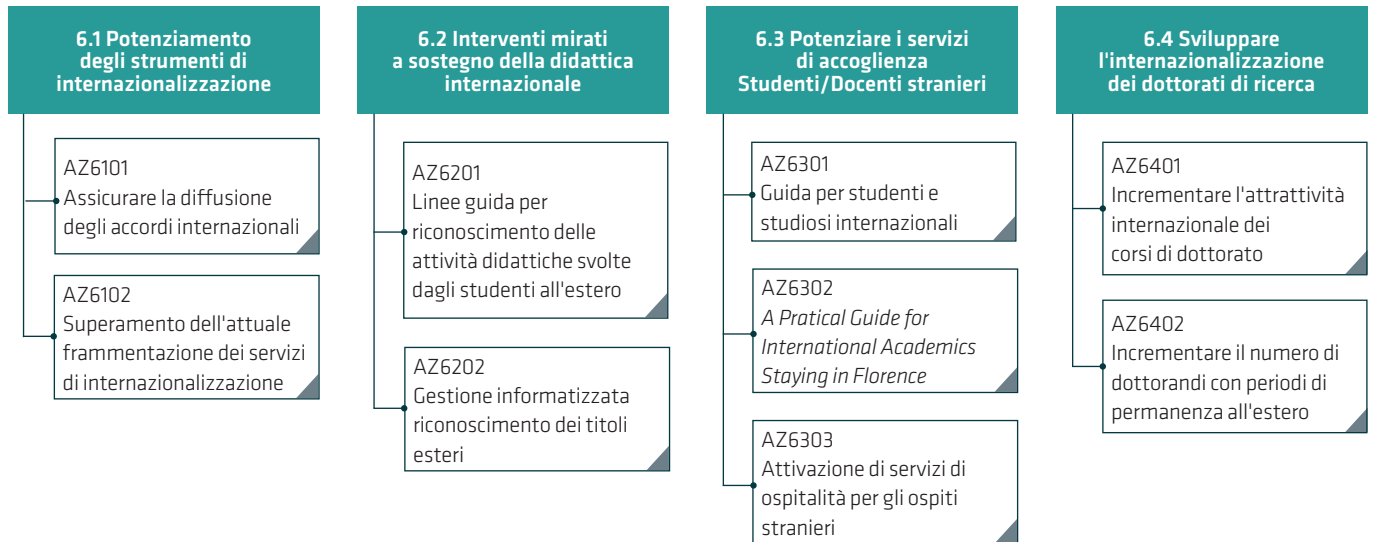 6.1 Potenziamento
degli strumenti di
internazionalizzazione
AZ6101
Assicurare la diffusione
degli accordi internazionali
AZ6102
Superamento dell'attuale
frammentazione dei servizi
di internazionalizzazione
6.2 Interventi mirati
a sostegno della didattica
internazionale
AZ6201
Linee guida per
riconoscimento delle
attività didattiche svolte
dagli studenti all'estero
AZ6202
Gestione informatizzata
riconoscimento dei titoli
esteri
6.3 Potenziare i servizi
di accoglienza
Studenti/Docenti stranieri
AZ6301
Guida per studenti e
studiosi internazionali
AZ6302
A Pratical Guide for
International Academics
Staying in Florence
AZ6303
Attivazione di servizi di
ospitalità per gli ospiti
stranieri
6.4 Sviluppare
l'internazionalizzazione
dei dottorati di ricerca
AZ6401
Incrementare l'attrattività
internazionale dei
corsi di dottorato
AZ6402
Incrementare il numero di
dottorandi con periodi di
permanenza all'estero